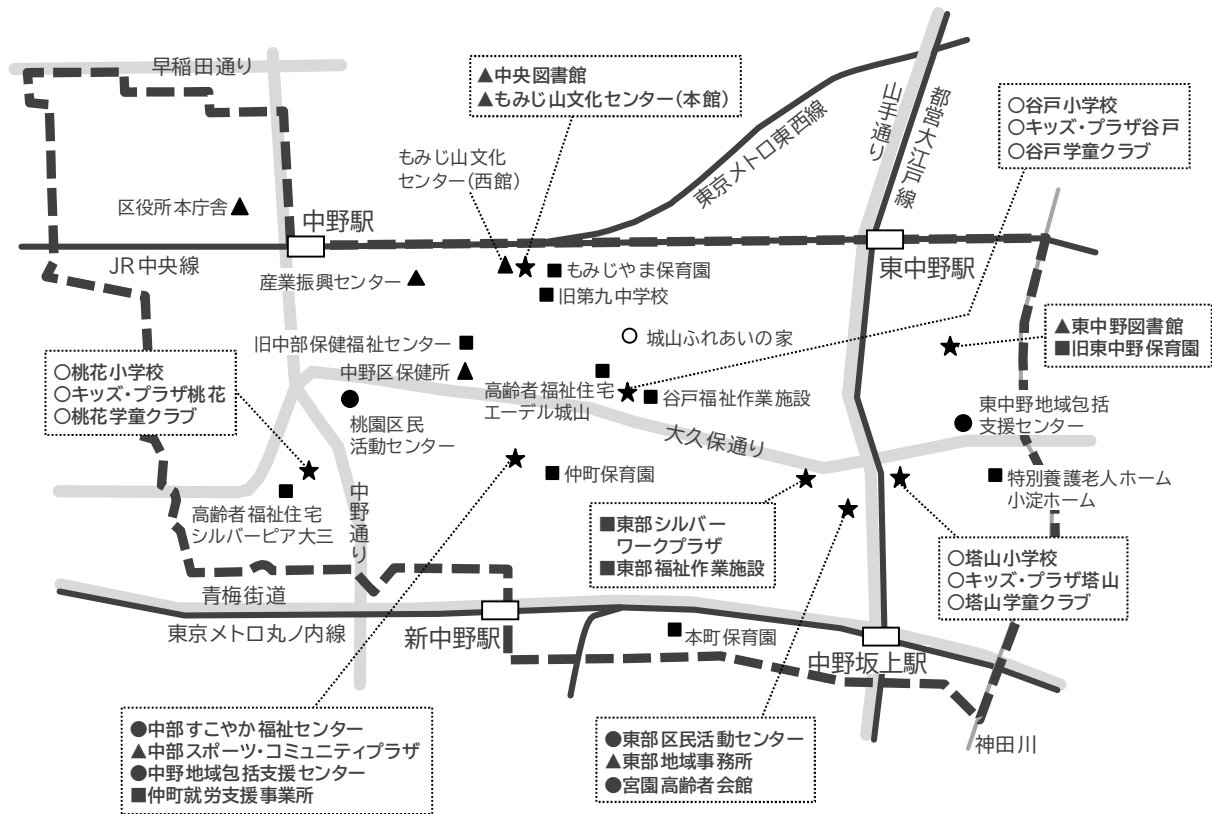 早稲田通り
▲中央図書館
▲もみじ山文化センター(本館)
山手通り
都営大江戸線
○谷戸小学校
○キッズ・プラザ谷戸
○谷戸学童クラブ
東京メトロ東西線
もみじ山文化
センター(西館)
区役所本庁舎▲
中野駅
JR中央線
東中野駅
産業振興センター▲
■もみじやま保育園
■旧第九中学校
旧中部保健福祉センター■
○城山ふれあいの家
▲東中野図書館
■旧東中野保育園
○桃花小学校
○キッズ・プラザ桃花
○桃花学童クラブ
中野区保健所▲
高齢者福祉住宅
エーデル城山
■谷戸福祉作業施設
桃園区民
活動センター
大久保通り
東中野地域包括
支援センター
■仲町保育園
■特別養護老人ホーム
小淀ホーム
高齢者福祉住宅
シルバーピア大三
中野通り
■東部シルバー
ワークプラザ
■東部福祉作業施設
○塔山小学校
○キッズ・プラザ塔山
○塔山学童クラブ
青梅街道
東京メトロ丸ノ内線
新中野駅
■本町保育園
中野坂上駅
●中部すこやか福祉センター
▲中部スポーツ・コミュニティプラザ
●中野地域包括支援センター
■仲町就労支援事業所
●東部区民活動センター
▲東部地域事務所
●宮園高齢者会館
神田川